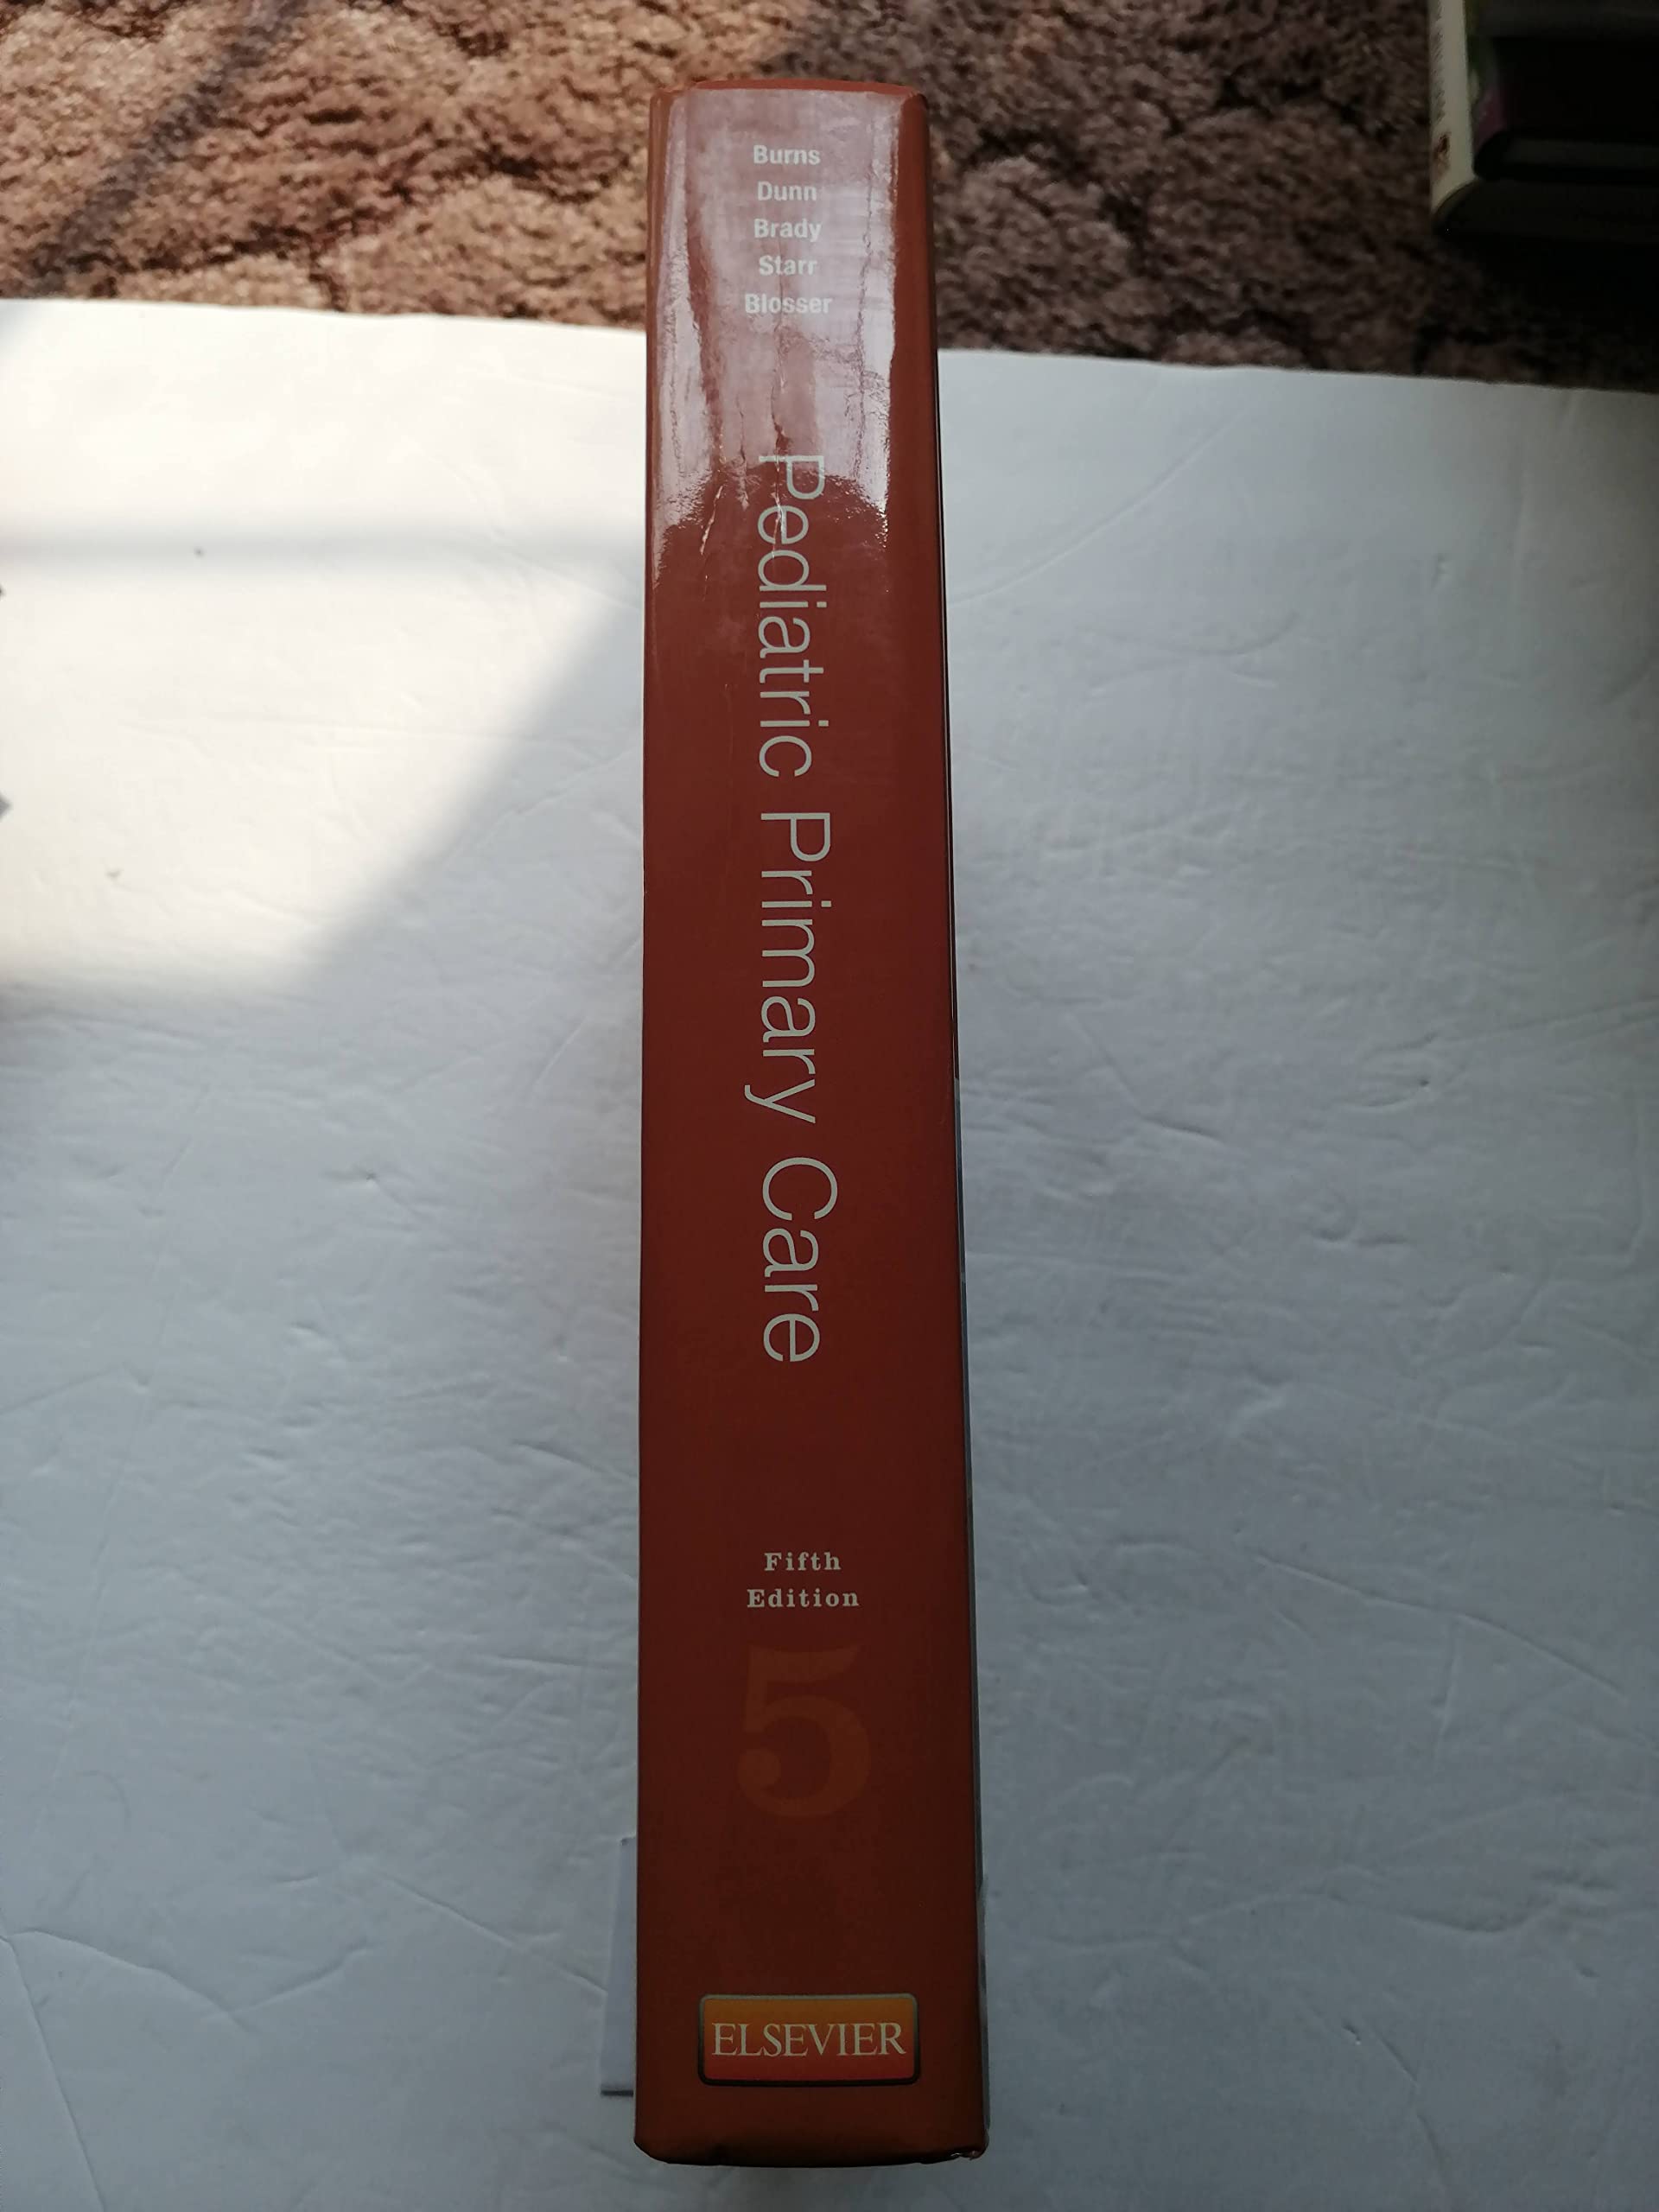 Burns
Dunn
Brady
Starr
Blosser
Pediatric Primary Care
Fifth
Edition
5
ELSEVIER